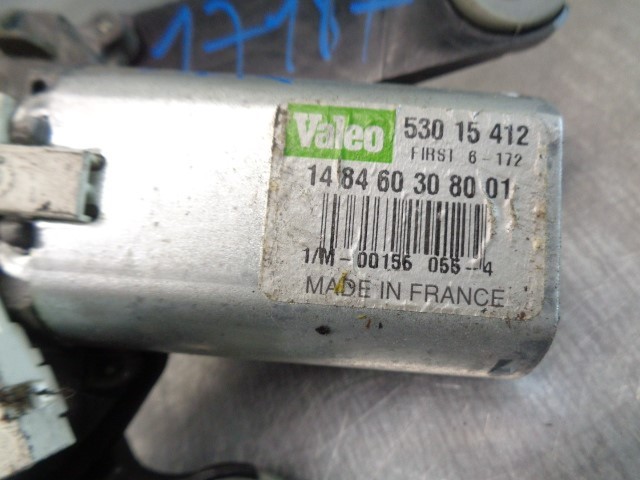 17187
Valeo 530 15 412
FIRST 6-172
14 84 60 30 80 01
1/M-00156 056-4
MADE IN FRANCE